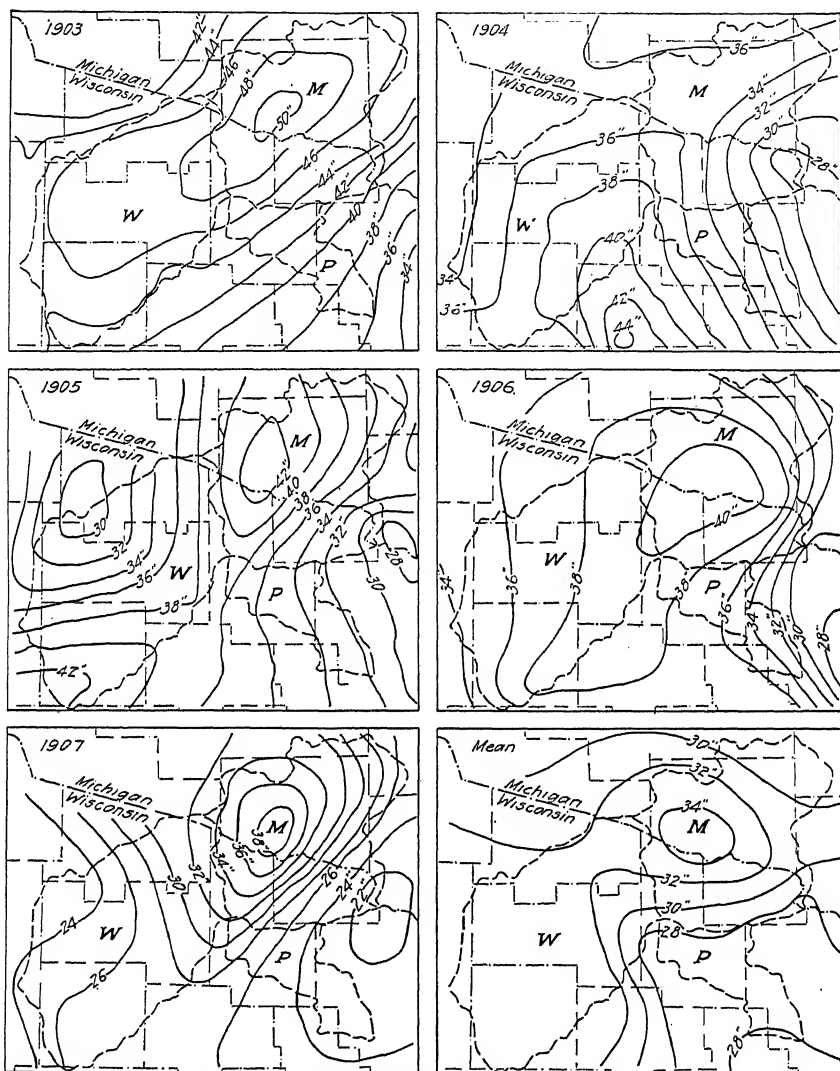 1903
42"
44"
46
48"
M
50"
Michigan
Wisconsin
46
44"
42"
40
38"
36"
34"
W
P
1904
36"
M
34"
32"
30"
28"
Michigan
Wisconsin
36"
38"
W
40"
P
34
36"
42"
44"
1905
M
Michigan
Wisconsin
42"
40
38"
36"
34"
32"
30"
32"
34"
36"
W
38"
28"
30
P
42"
1906
M
Michigan
Wisconsin
40"
34"
36"
W
38"
38"
P
36"
34"
32"
30"
28"
1907
M
Michigan
Wisconsin
38"
36"
34"
32"
30
26"
24"
22"
24
W
26"
P
Mean
30"
32"
34"
M
Michigan
Wisconsin
32"
30"
28
W
P
28"